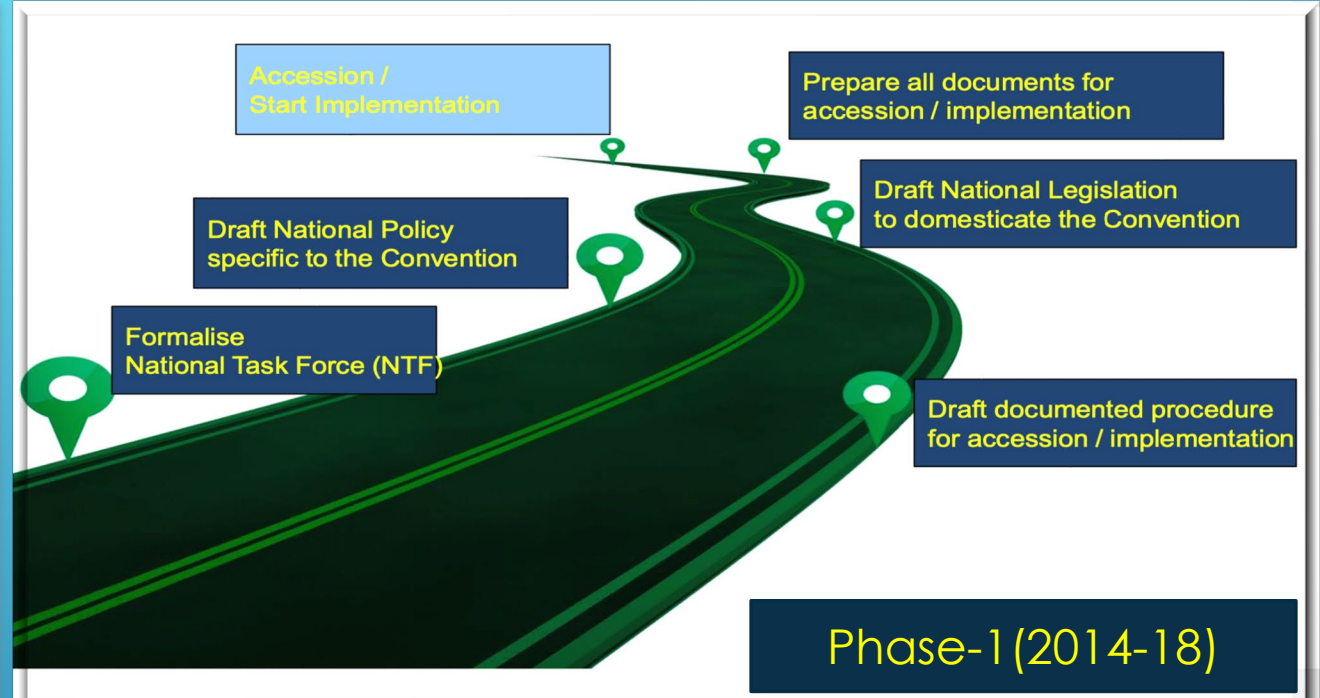 Accession /
Start Implementation
Prepare all documents for
accession / implementation
Draft National Legislation
to domesticate the Convention
Draft National Policy
specific to the Convention
Formalise
National Task Force (NTF)
Draft documented procedure
for accession / implementation
Phase-1(2014-18)